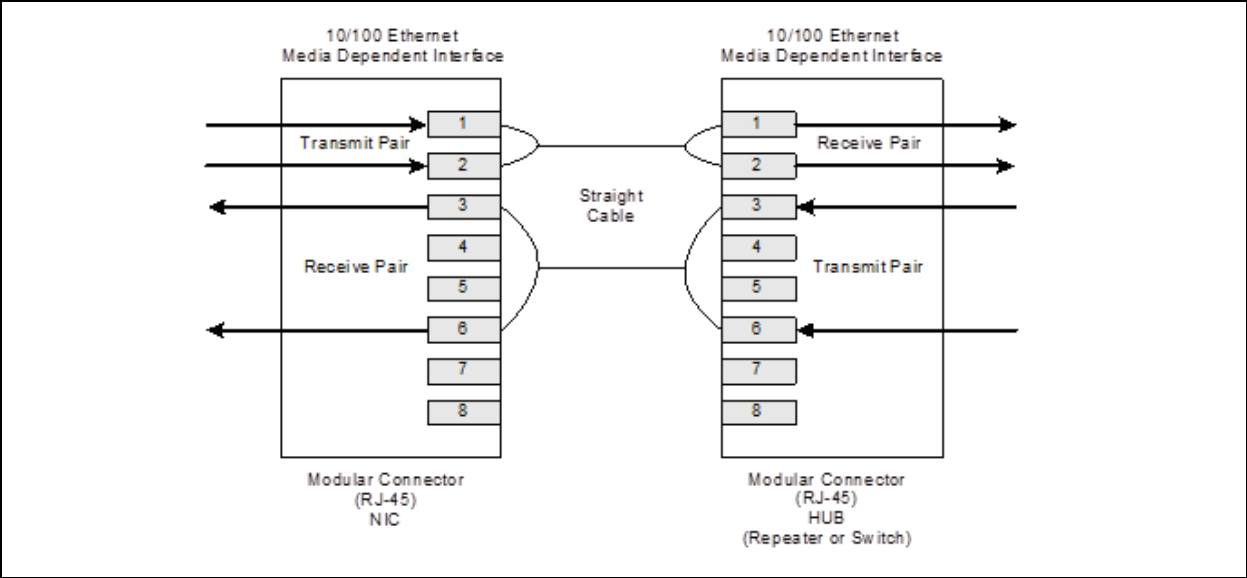 10/100 Ethernet
Media Dependent Interface
10/100 Ethernet
Media Dependent Interface
1
Transmit Pair
2
3
4
Receive Pair
5
6
7
8
Straight
Cable
1
Receive Pair
2
3
4
Transmit Pair
5
6
7
8
Modular Connector
(RJ-45)
NIC
Modular Connector
(RJ-45)
HUB
(Repeater or Switch)